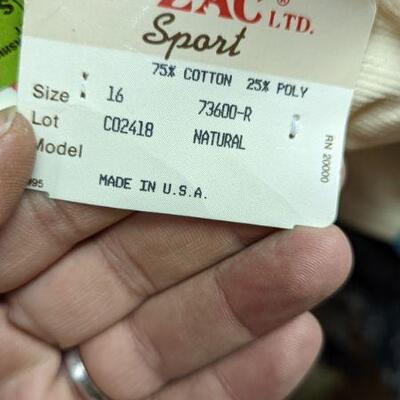 ZAC® LTD.
Sport
75% COTTON 25% POLY
Size 16 73600-R
Lot C02418 NATURAL
Model
MADE IN U.S.A.
RN 20000